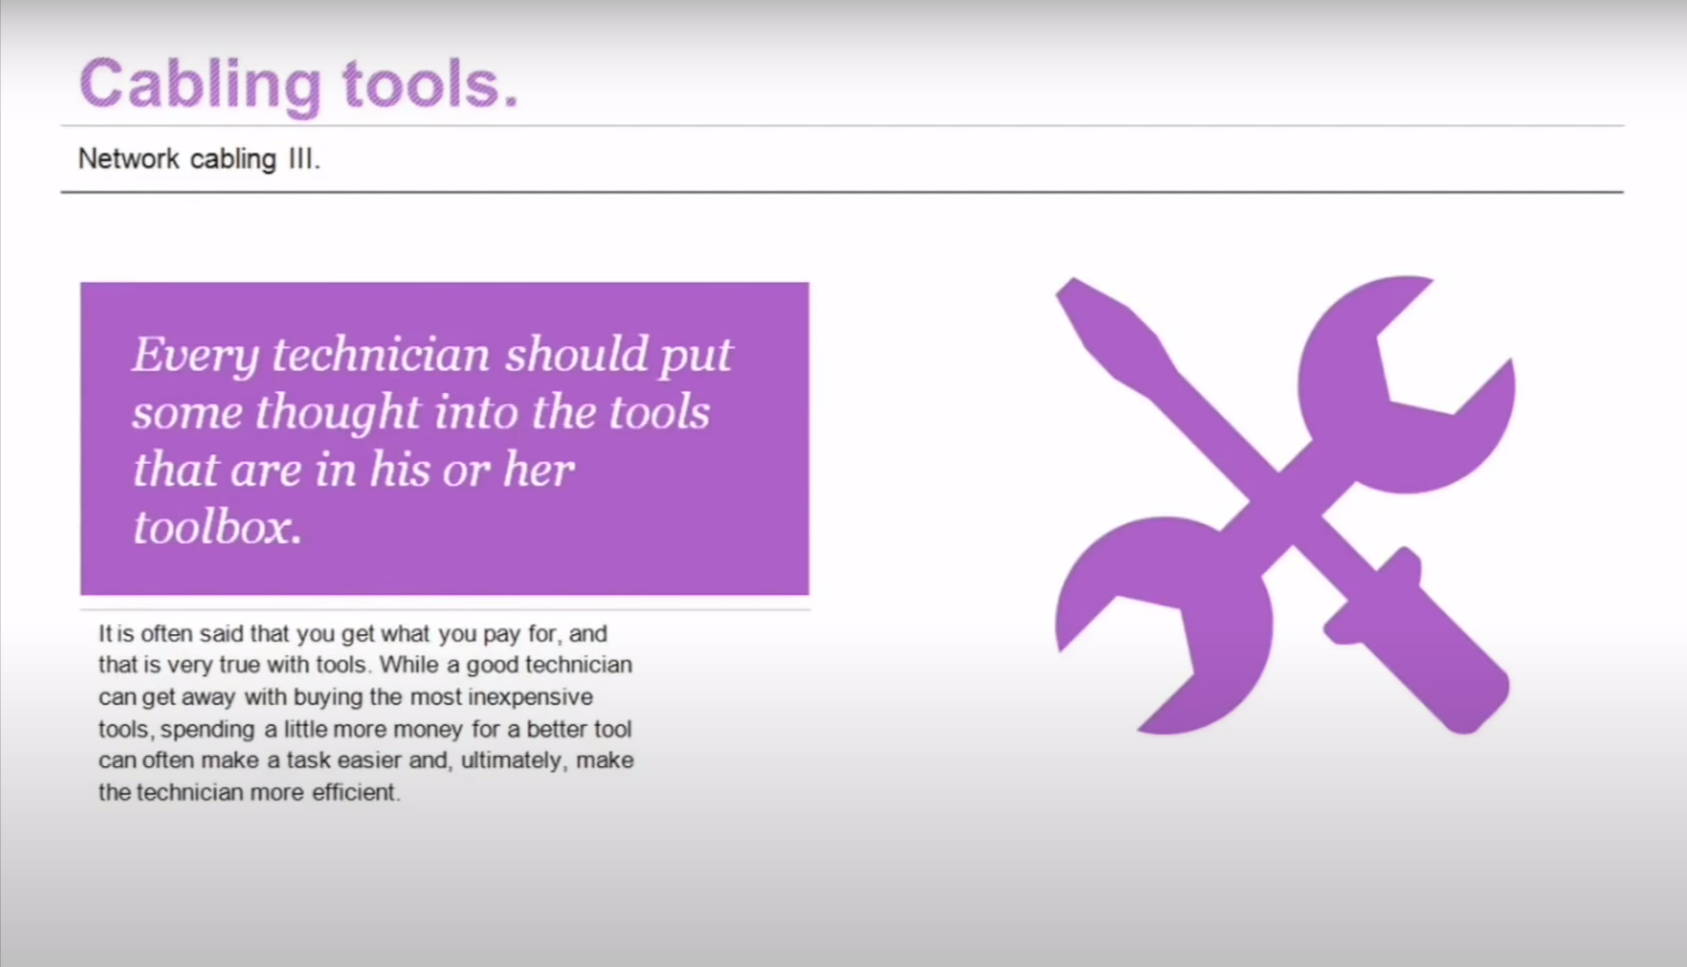 Cabling tools.
Network cabling III.
Every technician should put
some thought into the tools
that are in his or her
toolbox.
It is often said that you get what you pay for, and
that is very true with tools. While a good technician
can get away with buying the most inexpensive
tools, spending a little more money for a better tool
can often make a task easier and, ultimately, make
the technician more efficient.